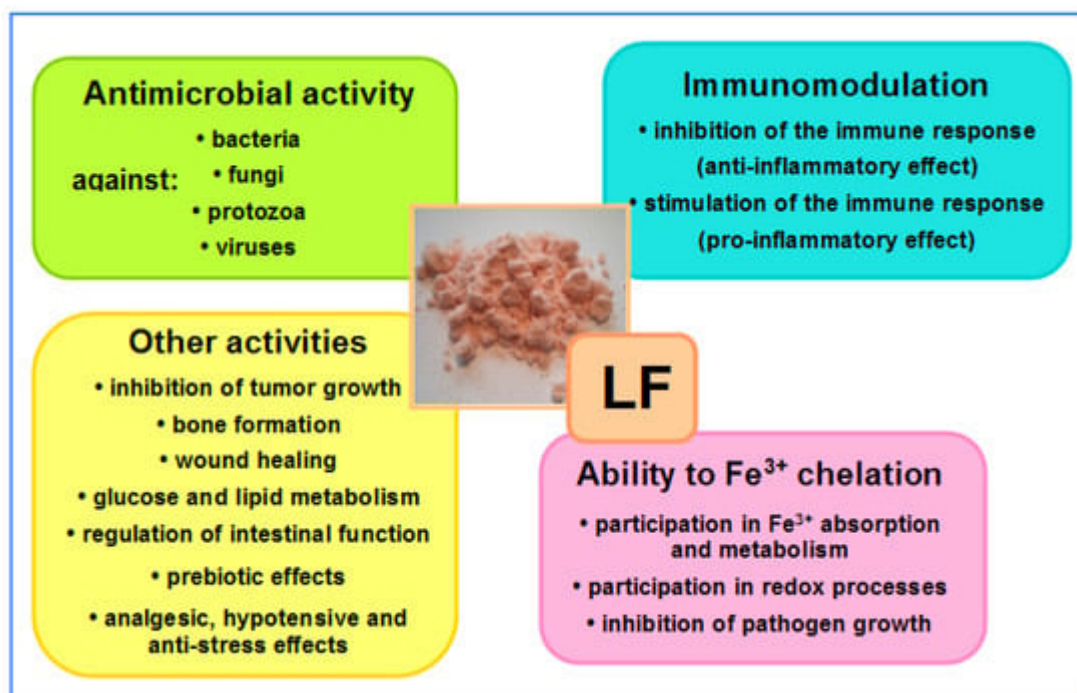 Antimicrobial activity
• bacteria
against:
• fungi
• protozoa
• viruses
Immunomodulation
• inhibition of the immune response
(anti-inflammatory effect)
• stimulation of the immune response
(pro-inflammatory effect)
Other activities
• inhibition of tumor growth
• bone formation
• wound healing
• glucose and lipid metabolism
• regulation of intestinal function
• prebiotic effects
• analgesic, hypotensive and
anti-stress effects
LF
Ability to Fe³⁺ chelation
• participation in Fe³⁺ absorption
and metabolism
• participation in redox processes
• inhibition of pathogen growth